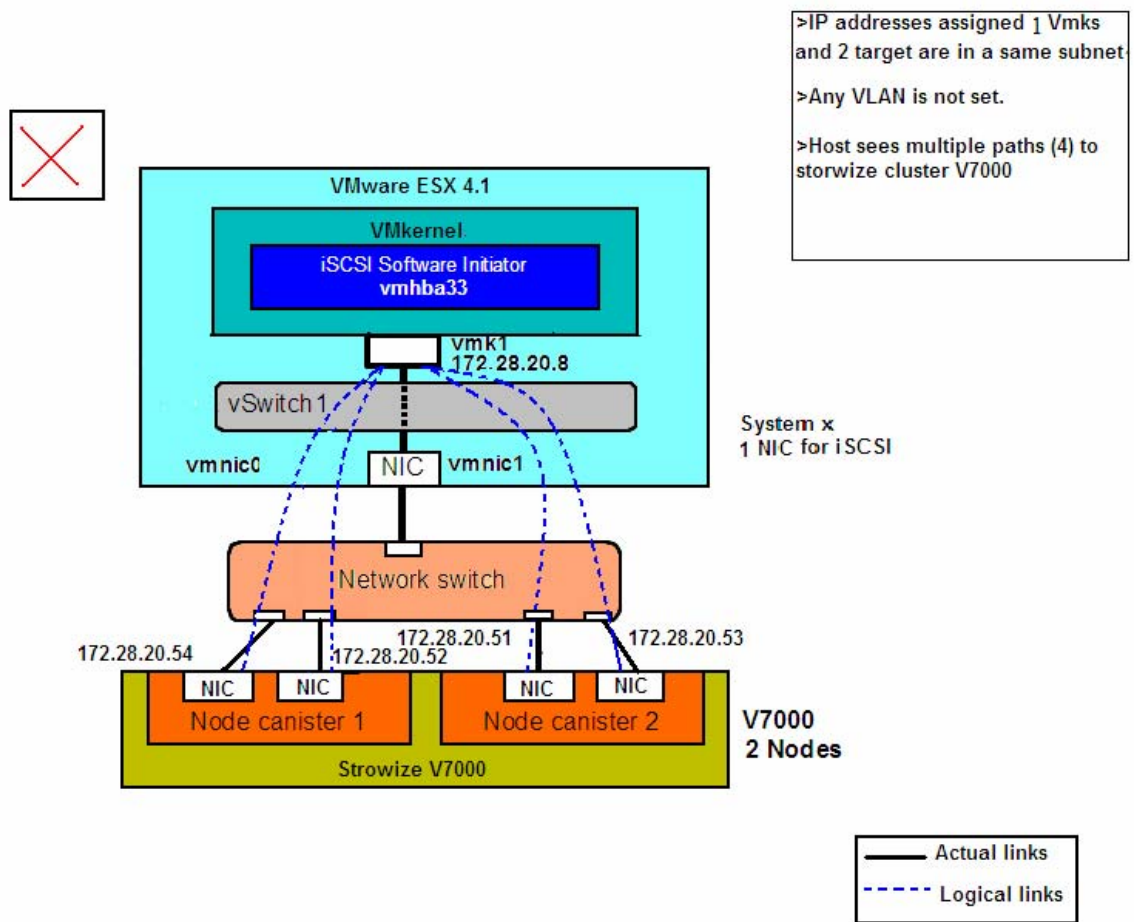 >IP addresses assigned 1 Vmks
and 2 target are in a same subnet
>Any VLAN is not set.
>Host sees multiple paths (4) to
storwize cluster V7000
VMware ESX 4.1
VMkernel
iSCSI Software Initiator
vmhba33
vmk1
172.28.20.8
vSwitch1
System x
1 NIC for iSCSI
vmnic0
NIC
vmnic1
Network switch
172.28.20.54
172.28.20.52
172.28.20.51
172.28.20.53
NIC
NIC
NIC
NIC
Node canister 1
Node canister 2
V7000
2 Nodes
Strowize V7000
Actual links
Logical links